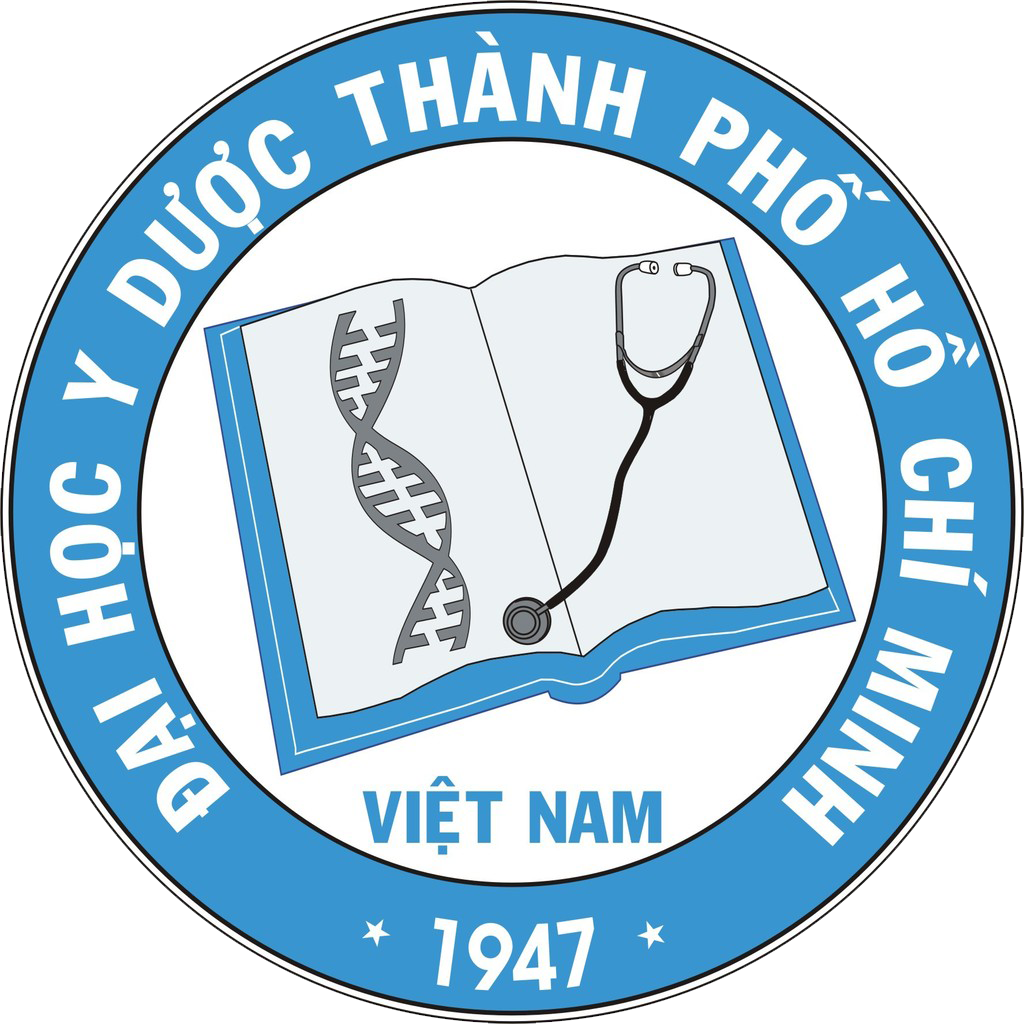 ĐẠI HỌC Y DƯỢC THÀNH PHỐ HỒ CHÍ MINH
VIỆT NAM
1947